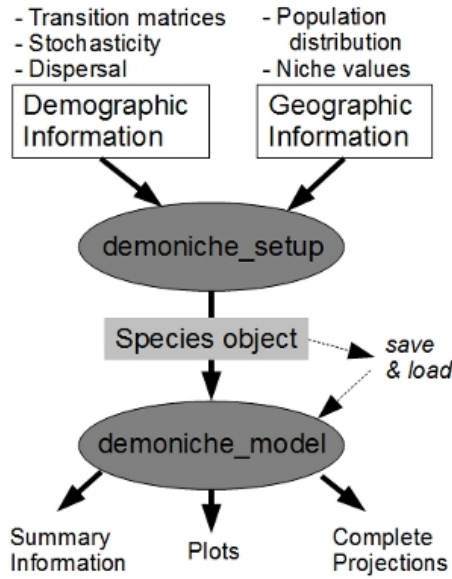 - Transition matrices
- Stochasticity
- Dispersal
- Population
distribution
- Niche values
Demographic
Information
Geographic
Information
demoniche_setup
Species object
save
& load
demoniche_model
Summary
Information
Plots
Complete
Projections